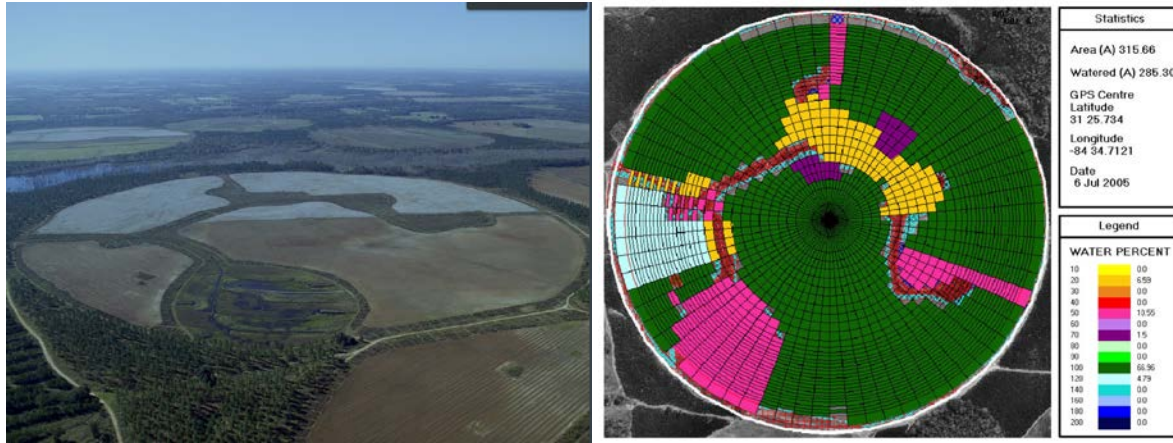 Statistics
Area (A) 315.66
Watered (A) 285.30
GPS Centre
Latitude
31 25.734
Longitude
-84 34.7121
Date
6 Jul 2005
Legend
WATER PERCENT
10 0.0
20 6.59
30 0.0
40 0.0
50 10.55
60 0.0
70 1.5
80 0.0
90 0.0
100 66.96
120 4.79
140 0.0
160 0.0
180 0.0
200 0.0